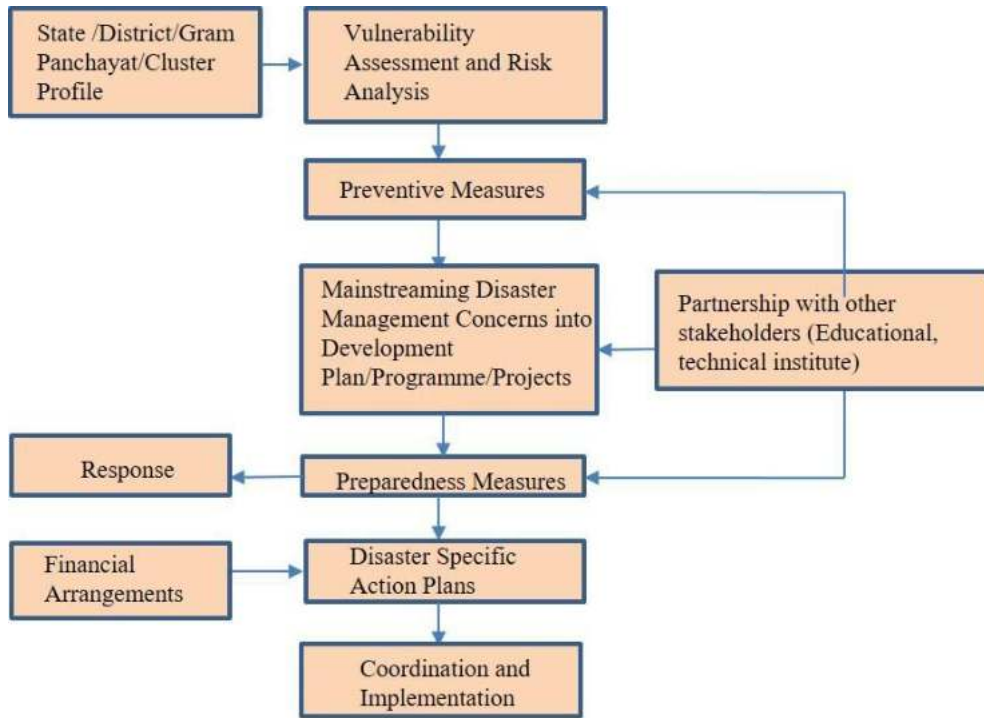 State /District/Gram
Panchayat/Cluster
Profile
Vulnerability
Assessment and Risk
Analysis
Preventive Measures
Mainstreaming Disaster
Management Concerns into
Development
Plan/Programme/Projects
Partnership with other
stakeholders (Educational,
technical institute)
Response
Preparedness Measures
Financial
Arrangements
Disaster Specific
Action Plans
Coordination and
Implementation